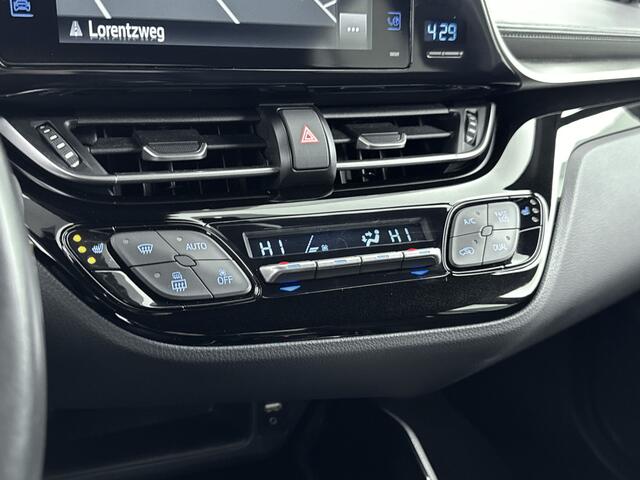 Lorentzweg
4:29
HI HI
AUTO
OFF
A/C
DUAL